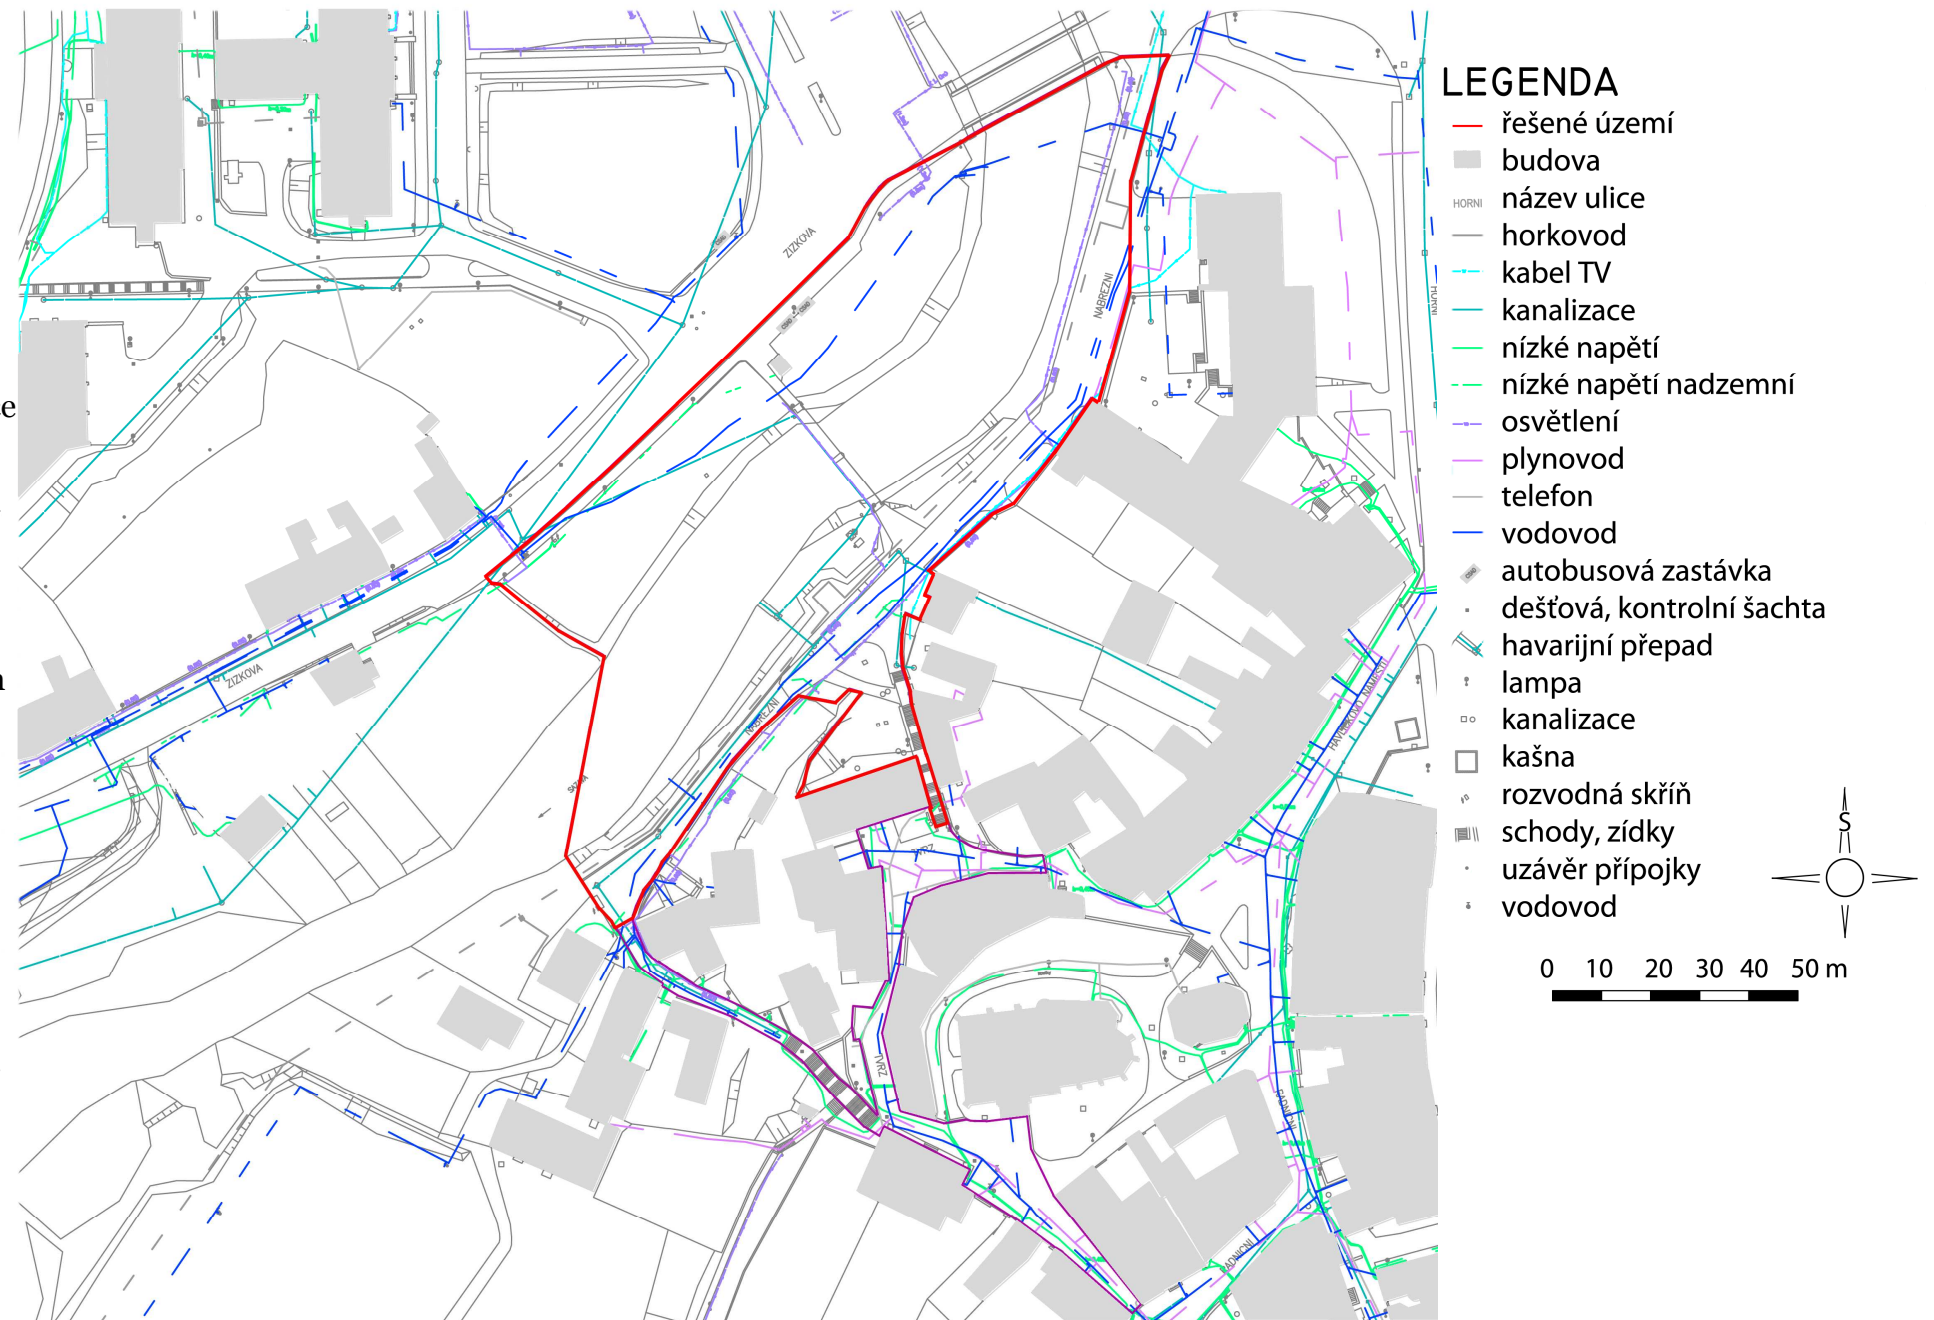 ce
LEGENDA
řešené území
budova
HORNI
název ulice
horkovod
kabel TV
kanalizace
nízké napětí
nízké napětí nadzemní
osvětlení
plynovod
telefon
vodovod
autobusová zastávka
dešťová, kontrolní šachta
havarijní přepad
lampa
kanalizace
kašna
rozvodná skříň
schody, zídky
uzávěr přípojky
vodovod
S
0 10 20 30 40 50 m
ZIZKOVA
NABREZNI
HORNI
ZIZKOVA
NABREZNI
HAVLICKOVO NAMESTI
TVRZ
TVRZ
RADNICNI
RADNICNI